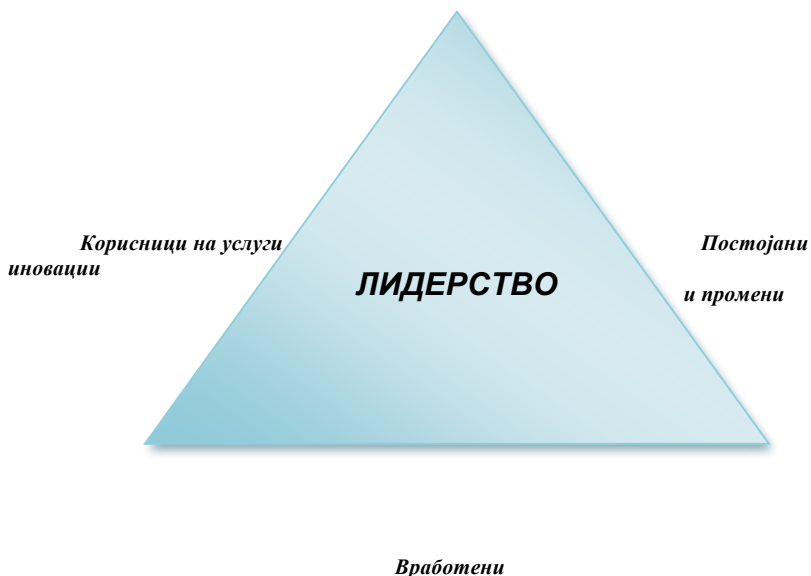 Корисници на услуги Постојани
иновации
ЛИДЕРСТВО
и промени
Вработени